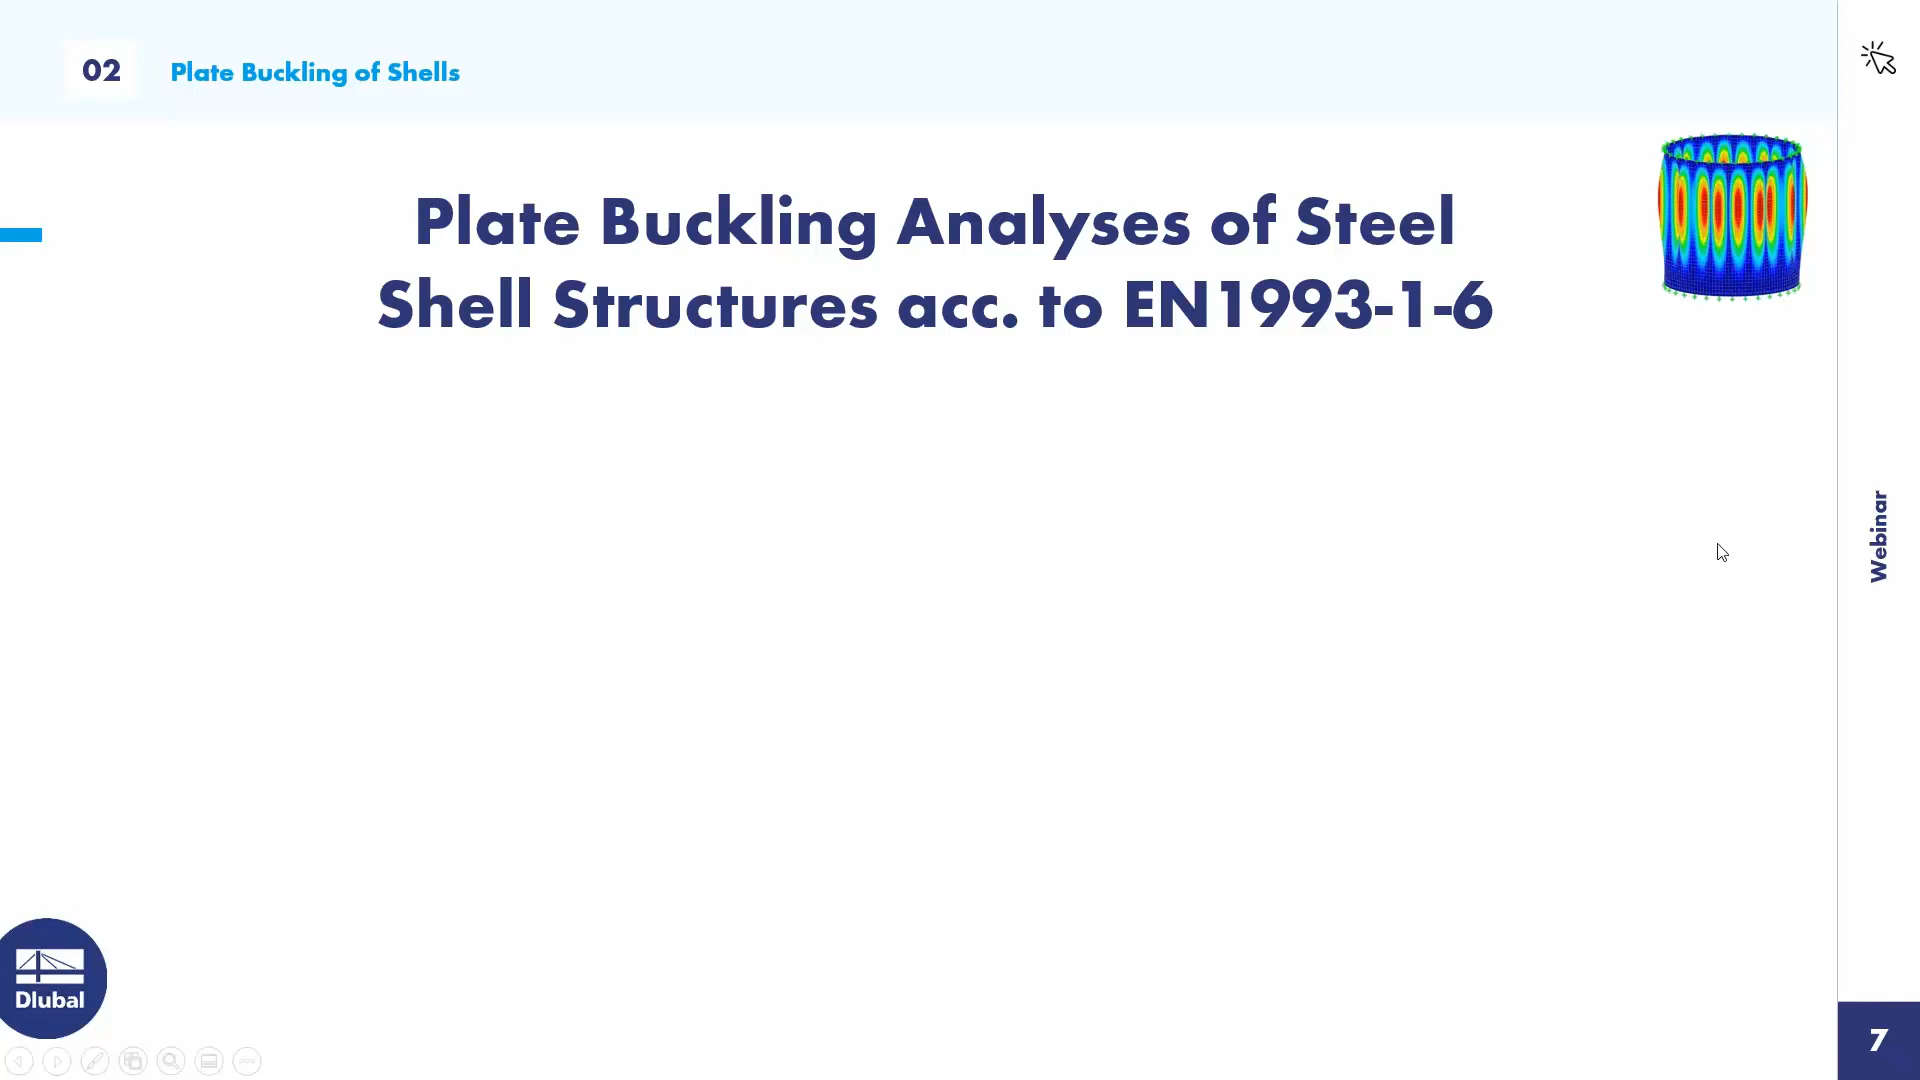 02
Plate Buckling of Shells
Plate Buckling Analyses of Steel
Shell Structures acc. to EN1993-1-6
Webinar
Dlubal
7